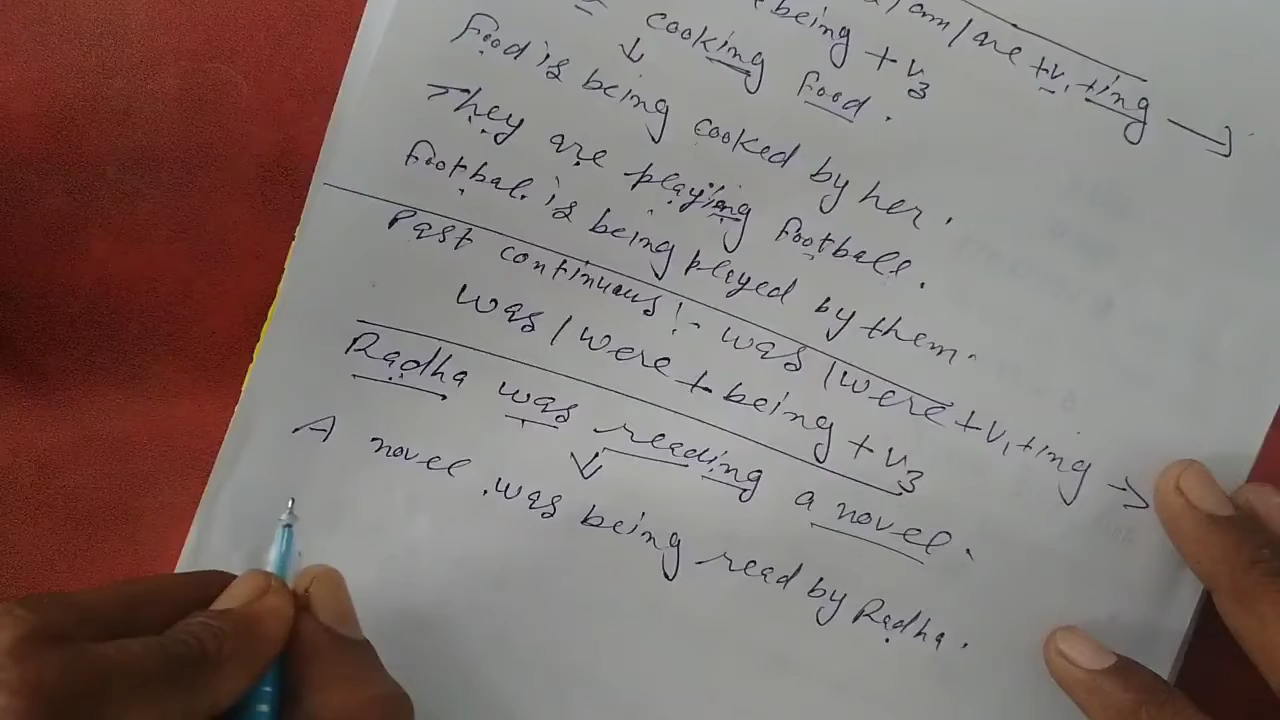 am/are + v, + ing →
being + v3
cooking food.
Food is being cooked by her.
They are playing football.
Football is being played by them.
Past continuous :- was/were + v, + ing →
was/were + being + v3
Radha was reading a novel.
A novel was being read by Radha.